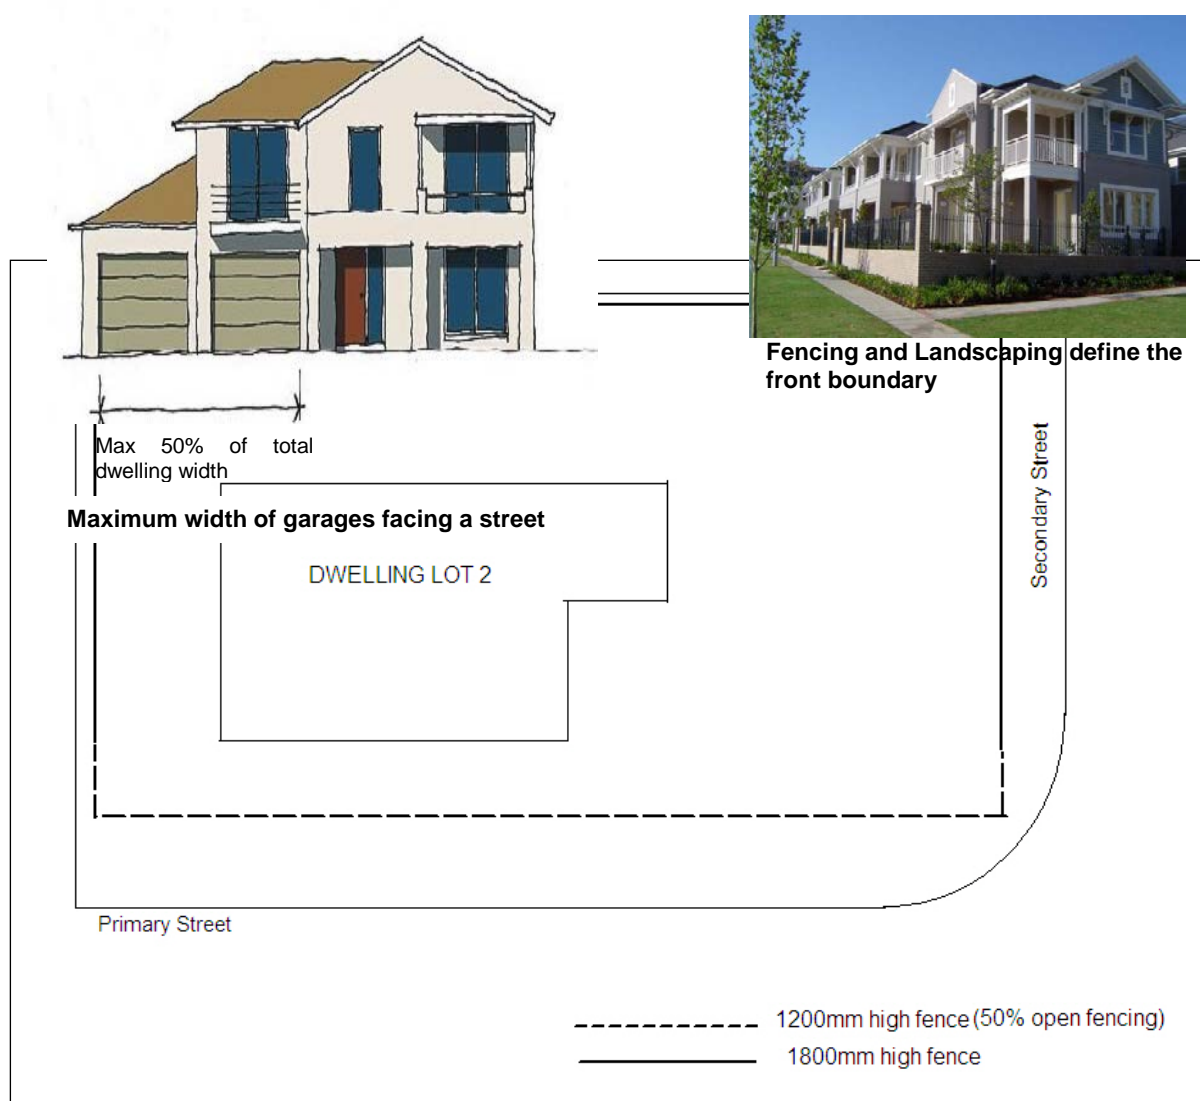 Fencing and Landscaping define the
front boundary
Max 50% of total
dwelling width
Maximum width of garages facing a street
Secondary Street
DWELLING LOT 2
Primary Street
1200mm high fence (50% open fencing)
1800mm high fence